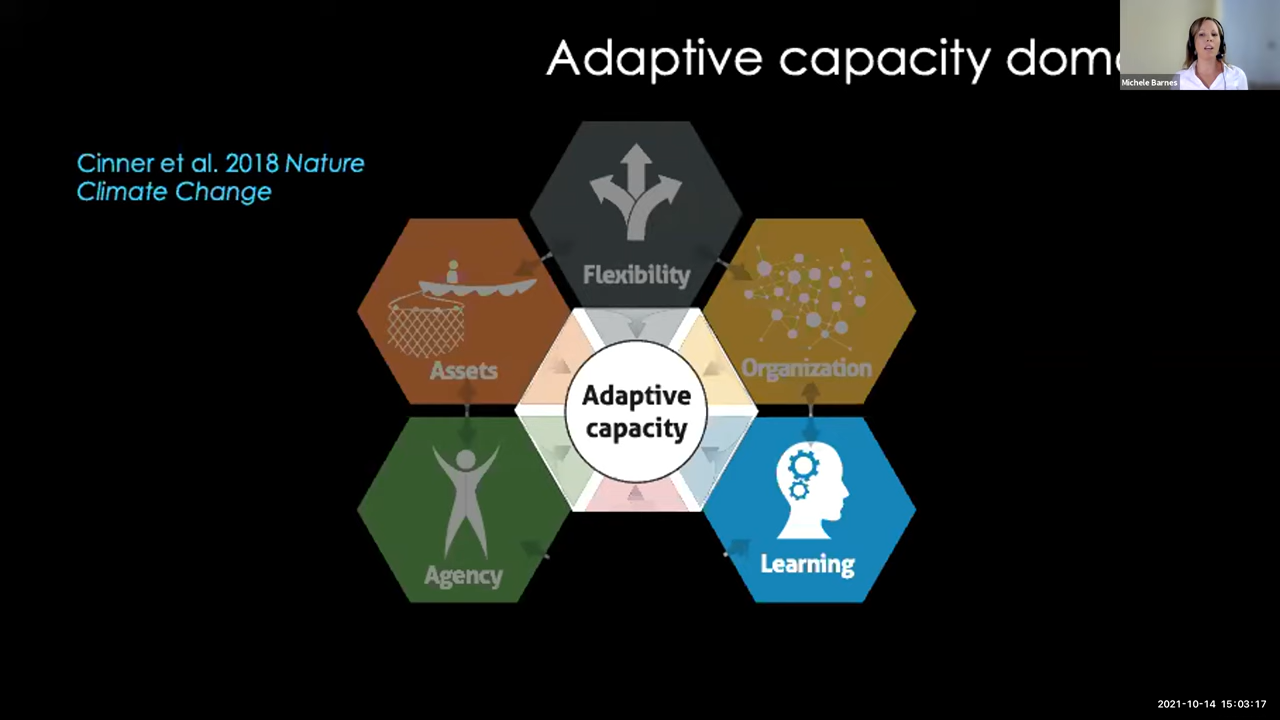 Adaptive capacity dom
Michele Barnes
Cinner et al. 2018 Nature
Climate Change
Flexibility
Assets
Organization
Adaptive
capacity
Agency
Learning
2021-10-14 15:03:17